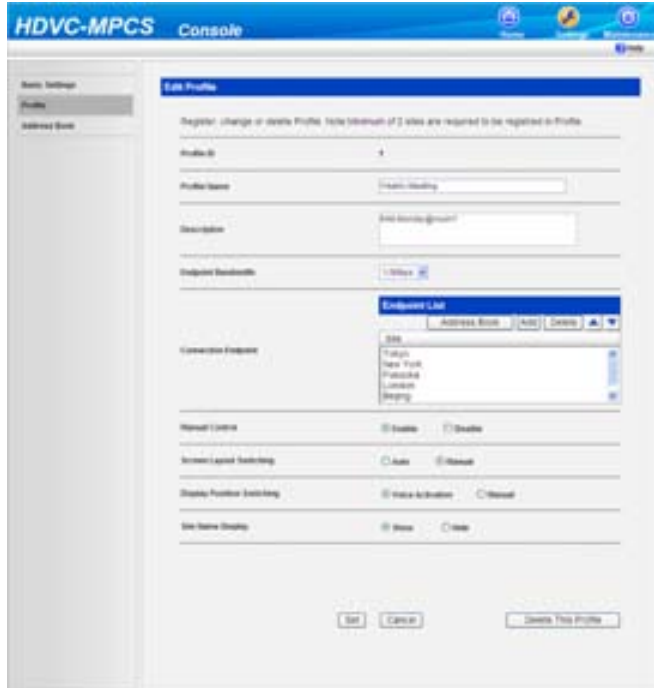 HDVC-MPCS Console
Home Settings Maintenance
Help
Basic Settings
Profile
Address Book
Edit Profile
Register, change or delete Profile. Note Minimum of 2 sites are required to be registred in Profile.
Profile ID
Profile Name
Meeting
Description
Endpoint Bandwidth
Connection Endpoint
Endpoint List
Address Book Add Delete
Site
Tokyo
New York
Fukuoka
London
Beijing
Manual Control Enable Disable
Screen Layout Switching Auto Manual
Display Position Switching Voice Activation Manual
Site Name Display Show Hide
Set Cancel Delete This Profile